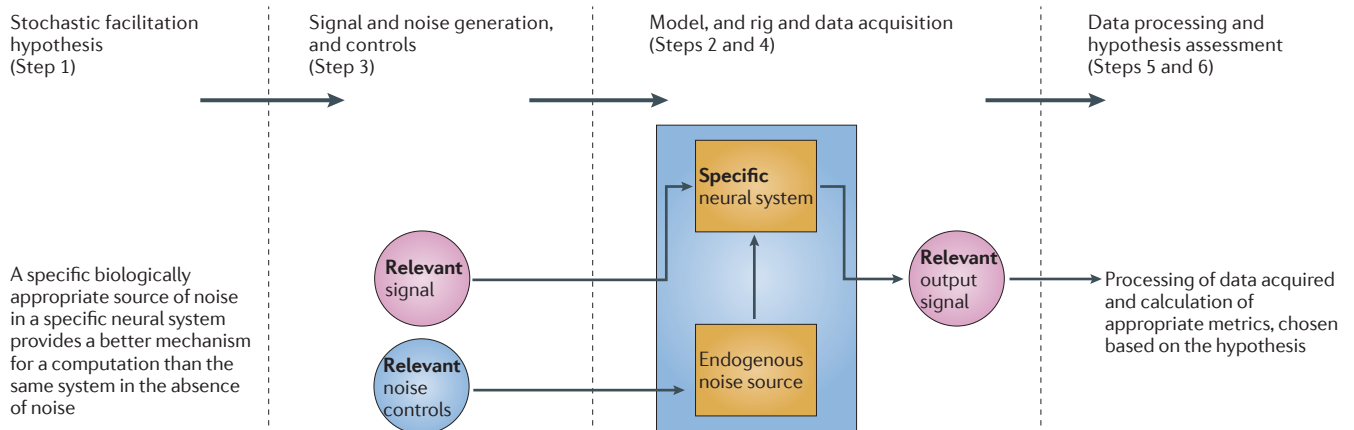 Stochastic facilitation
hypothesis
(Step 1)
Signal and noise generation,
and controls
(Step 3)
Model, and rig and data acquisition
(Steps 2 and 4)
Data processing and
hypothesis assessment
(Steps 5 and 6)
A specific biologically
appropriate source of noise
in a specific neural system
provides a better mechanism
for a computation than the
same system in the absence
of noise
Relevant
signal
Relevant
noise
controls
Specific
neural system
Endogenous
noise source
Relevant
output
signal
Processing of data acquired
and calculation of
appropriate metrics, chosen
based on the hypothesis